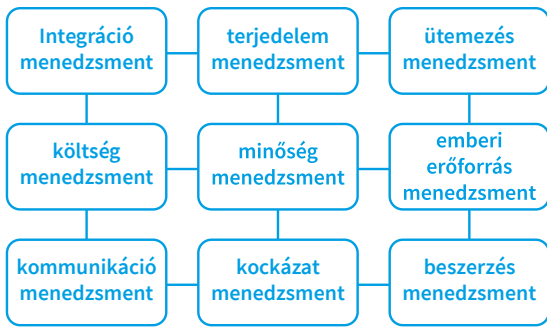 Integráció
menedzsment
terjedelem
menedzsment
ütemezés
menedzsment
költség
menedzsment
minőség
menedzsment
emberi
erőforrás
menedzsment
kommunikáció
menedzsment
kockázat
menedzsment
beszerzés
menedzsment